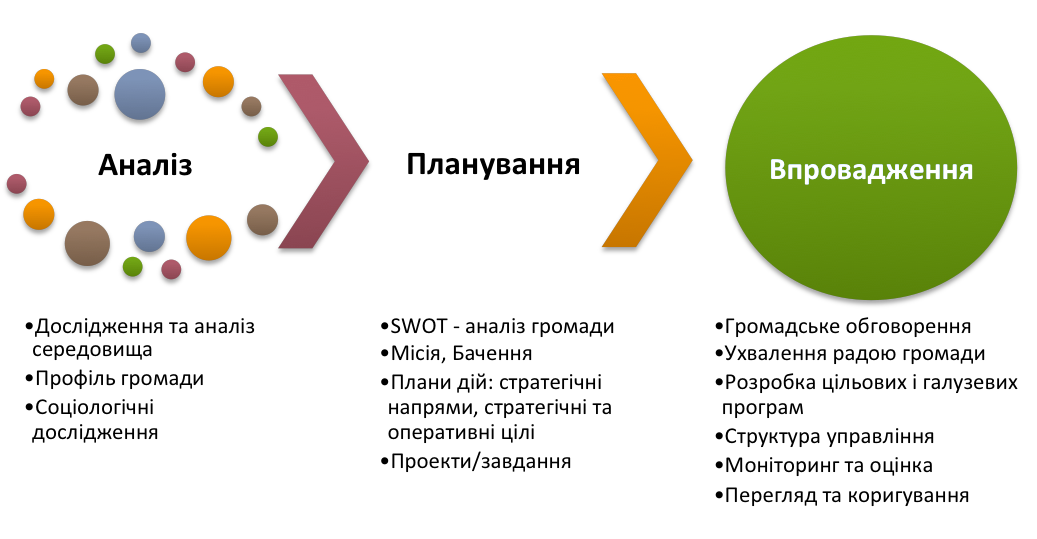 Аналіз
Планування
Впровадження
•Дослідження та аналіз
середовища
•Профіль громади
•Соціологічні
дослідження
•SWOT - аналіз громади
•Місія, Бачення
•Плани дій: стратегічні
напрями, стратегічні та
оперативні цілі
•Проекти/завдання
•Громадське обговорення
•Ухвалення радою громади
•Розробка цільових і галузевих
програм
•Структура управління
•Моніторинг та оцінка
•Перегляд та коригування